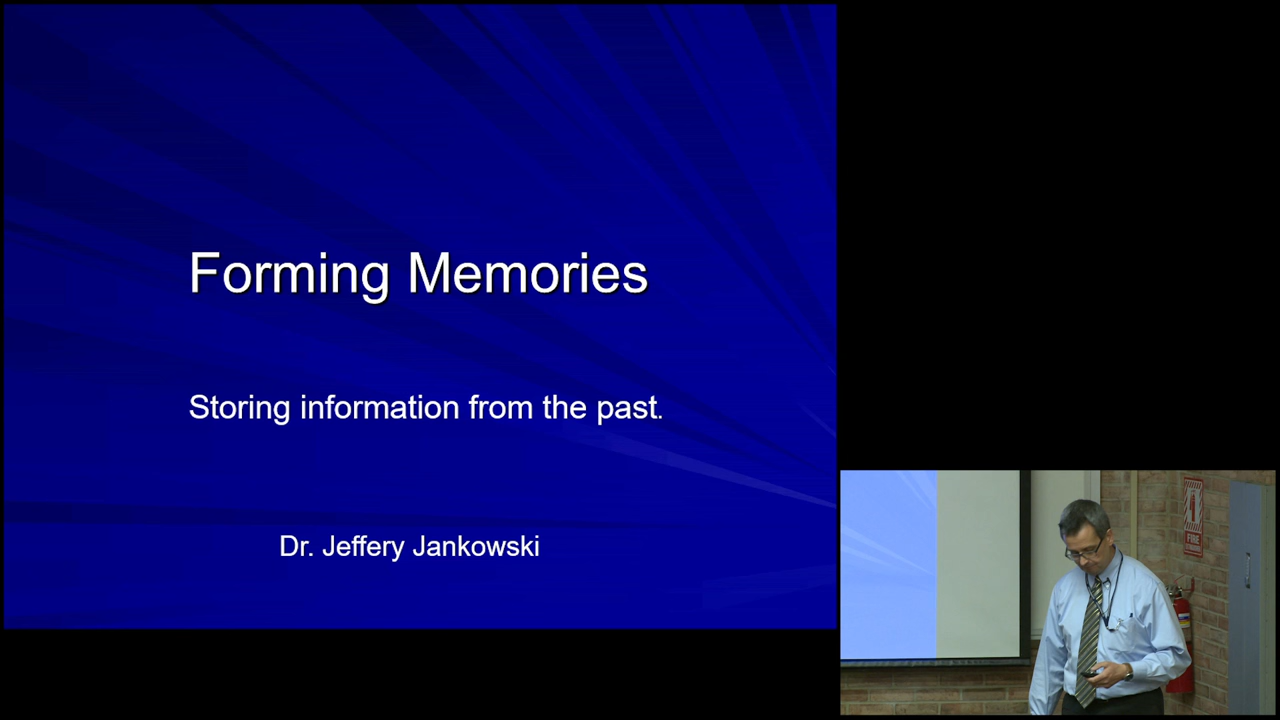 Forming Memories
Storing information from the past.
Dr. Jeffery Jankowski
FIRE